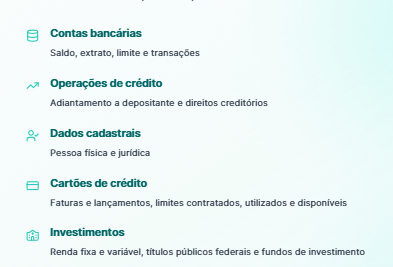 Contas bancárias
Saldo, extrato, limite e transações
Operações de crédito
Adiantamento a depositante e direitos creditórios
Dados cadastrais
Pessoa física e jurídica
Cartões de crédito
Faturas e lançamentos, limites contratados, utilizados e disponíveis
Investimentos
Renda fixa e variável, títulos públicos federais e fundos de investimento